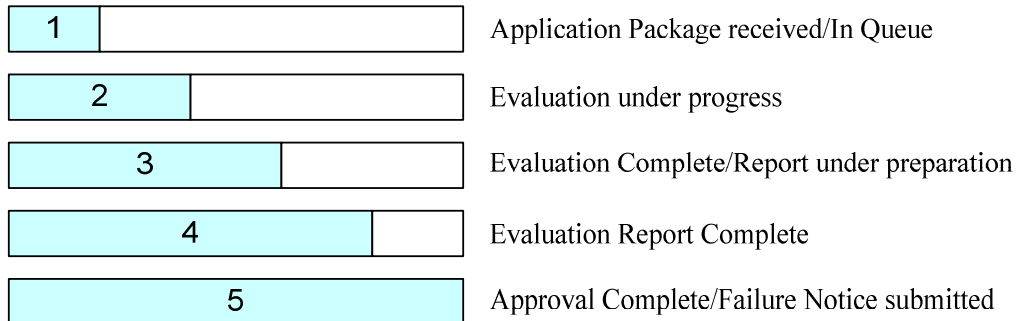 1 Application Package received/In Queue
2 Evaluation under progress
3 Evaluation Complete/Report under preparation
4 Evaluation Report Complete
5 Approval Complete/Failure Notice submitted